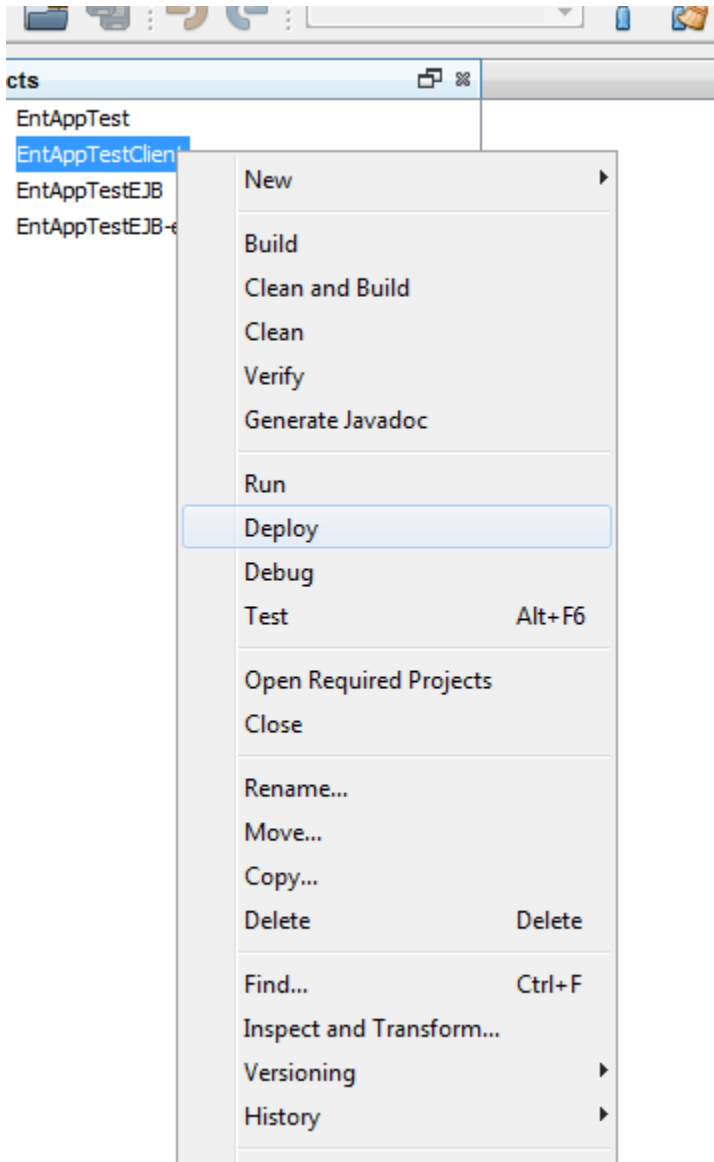 cts
EntAppTest
EntAppTestClient
EntAppTestEJB
EntAppTestEJB-e
New
Build
Clean and Build
Clean
Verify
Generate Javadoc
Run
Deploy
Debug
Test Alt+F6
Open Required Projects
Close
Rename...
Move...
Copy...
Delete Delete
Find... Ctrl+F
Inspect and Transform...
Versioning
History